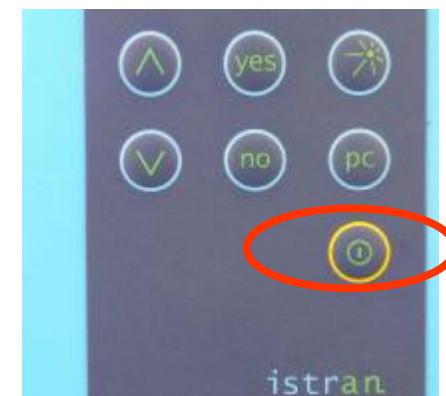 yes
no pc
istran